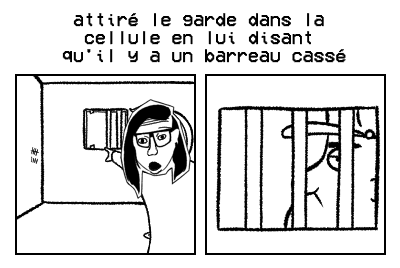 attiré le garde dans la
cellule en lui disant
qu'il y a un barreau cassé